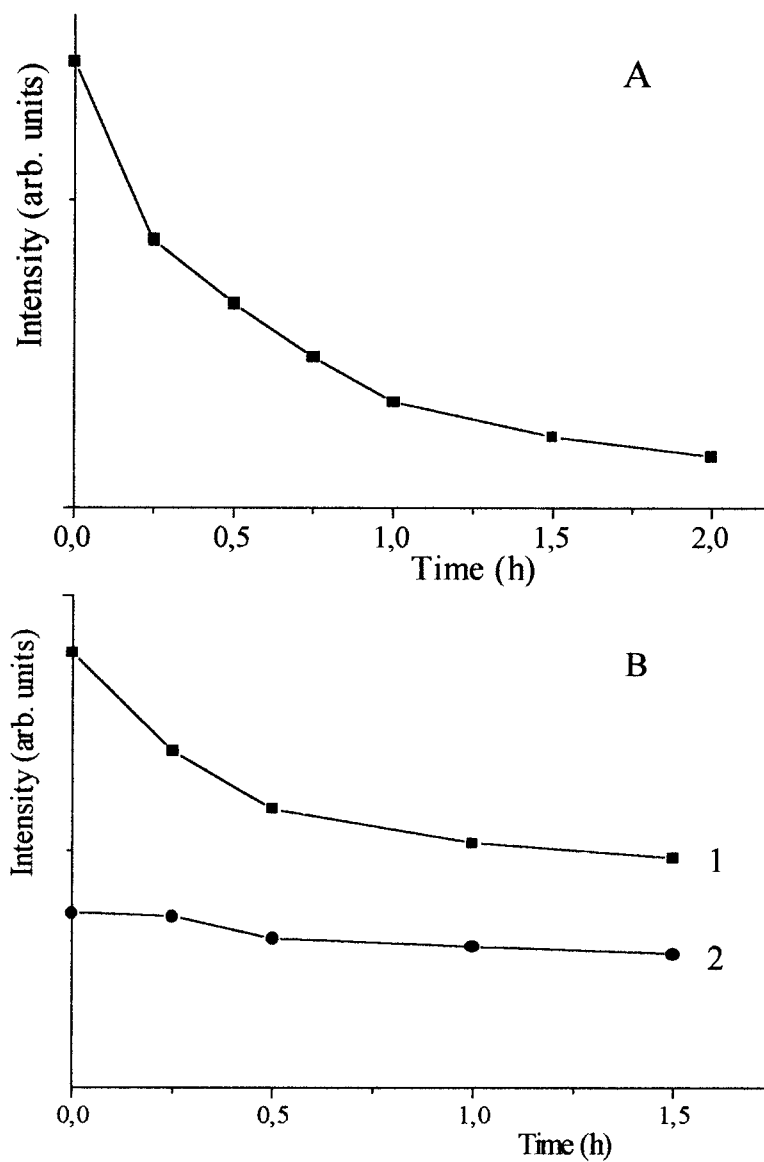 A
Intensity (arb. units)
0,0 0,5 1,0 1,5 2,0
Time (h)
B
Intensity (arb. units)
1
2
0,0 0,5 1,0 1,5
Time (h)